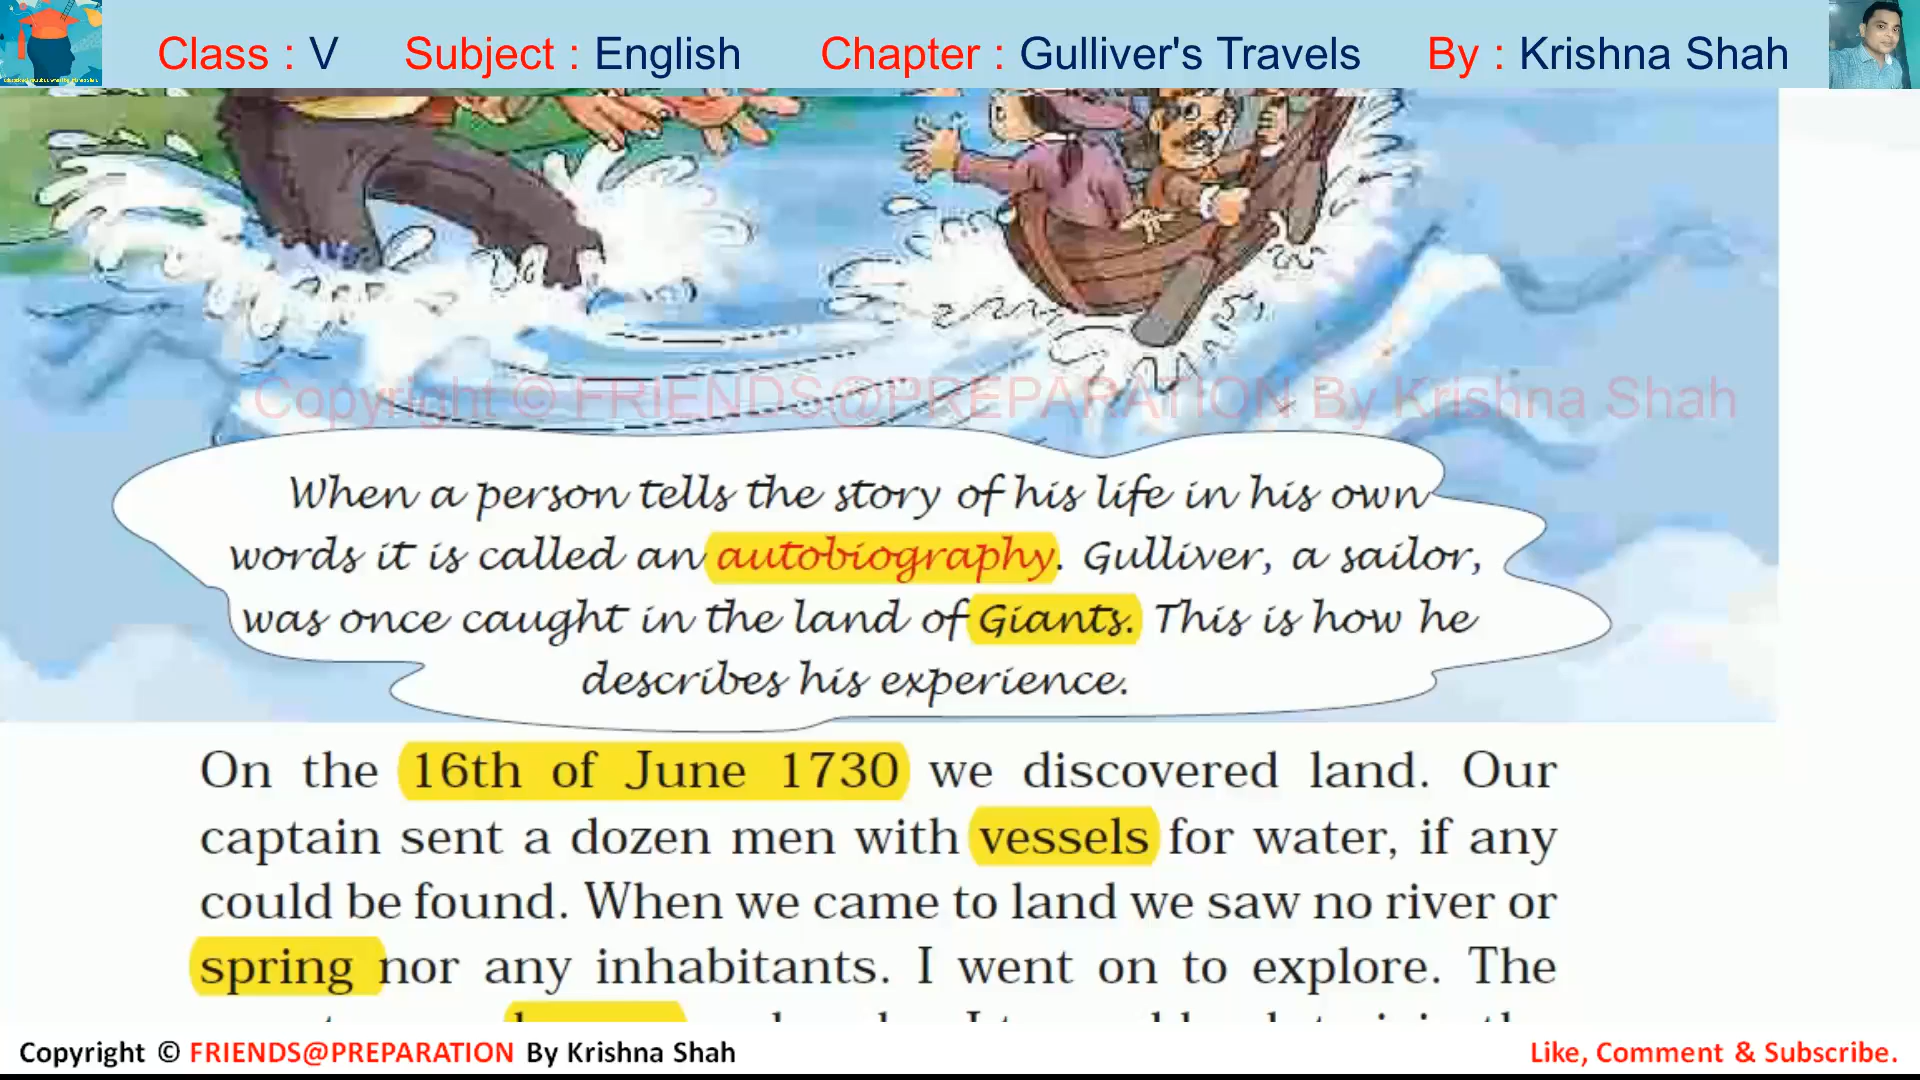 Class : V Subject : English Chapter : Gulliver's Travels By : Krishna Shah
Copyright © FRIENDS@PREPARATION By Krishna Shah
When a person tells the story of his life in his own
words it is called an autobiography. Gulliver, a sailor,
was once caught in the land of Giants. This is how he
describes his experience.
On the 16th of June 1730 we discovered land. Our
captain sent a dozen men with vessels for water, if any
could be found. When we came to land we saw no river or
spring nor any inhabitants. I went on to explore. The
Copyright © FRIENDS@PREPARATION By Krishna Shah
Like, Comment & Subscribe.